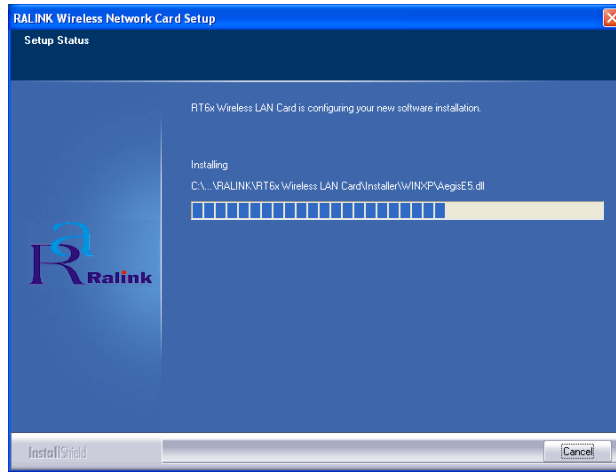 RALINK Wireless Network Card Setup
Setup Status
RT6x Wireless LAN Card is configuring your new software installation.
Installing
C:\...\RALINK\RT6x Wireless LAN Card\Installer\WINXP\AegisE5.dll
Ra
Ralink
InstallShield
Cancel